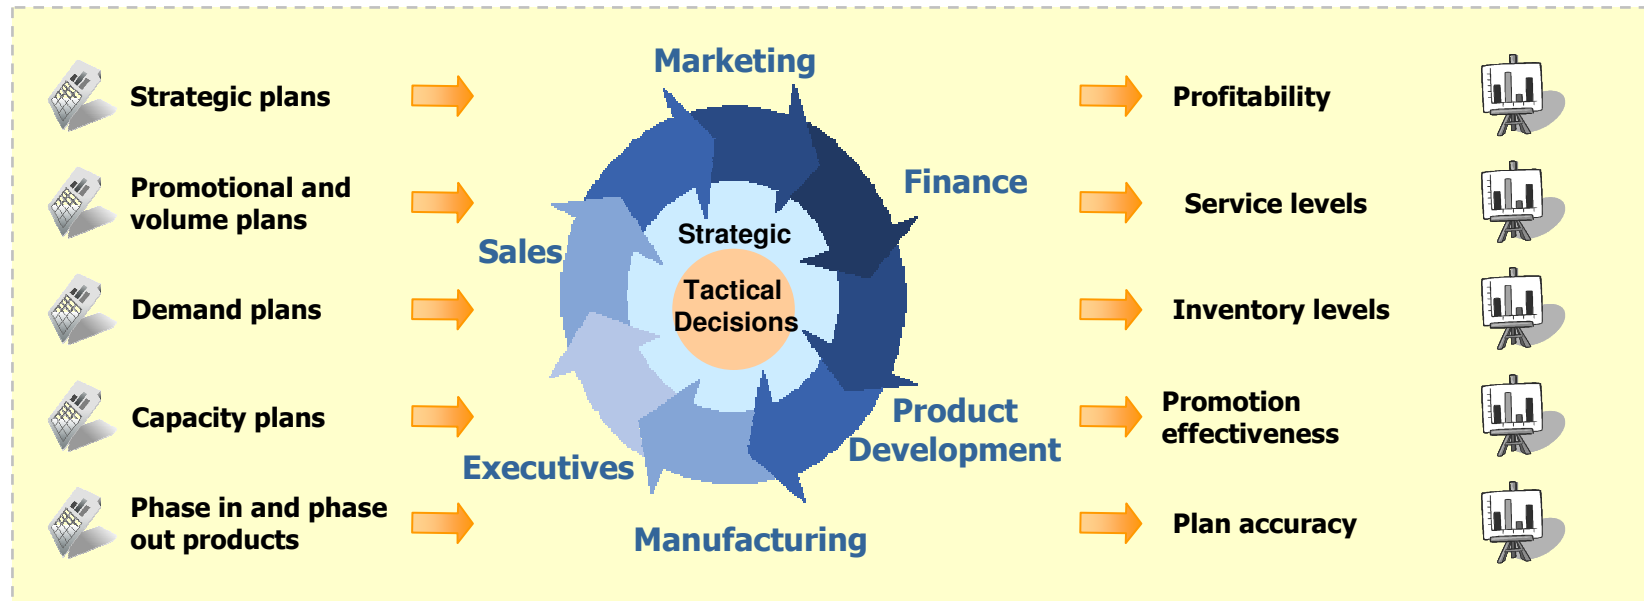 Strategic plans
Promotional and
volume plans
Demand plans
Capacity plans
Phase in and phase
out products
Marketing
Finance
Sales
Strategic
Tactical
Decisions
Product
Development
Executives
Manufacturing
Profitability
Service levels
Inventory levels
Promotion
effectiveness
Plan accuracy